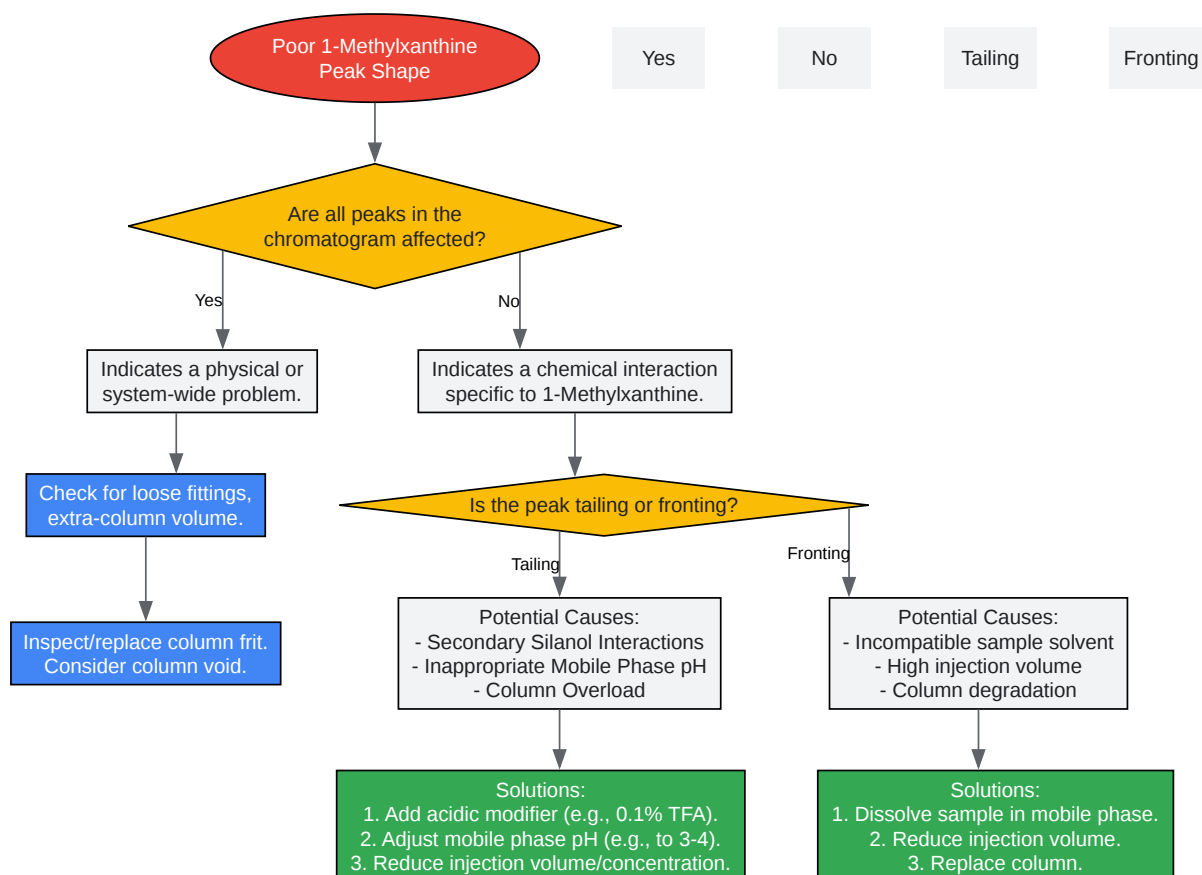 Poor 1-Methylxanthine
Peak Shape
Yes
No
Tailing
Fronting
Are all peaks in the
chromatogram affected?
Yes
No
Indicates a physical or
system-wide problem.
Indicates a chemical interaction
specific to 1-Methylxanthine.
Check for loose fittings,
extra-column volume.
Is the peak tailing or fronting?
Tailing
Fronting
Inspect/replace column frit.
Consider column void.
Potential Causes:
- Secondary Silanol Interactions
- Inappropriate Mobile Phase pH
- Column Overload
Potential Causes:
- Incompatible sample solvent
- High injection volume
- Column degradation
Solutions:
1. Add acidic modifier (e.g., 0.1% TFA).
2. Adjust mobile phase pH (e.g., to 3-4).
3. Reduce injection volume/concentration.
Solutions:
1. Dissolve sample in mobile phase.
2. Reduce injection volume.
3. Replace column.